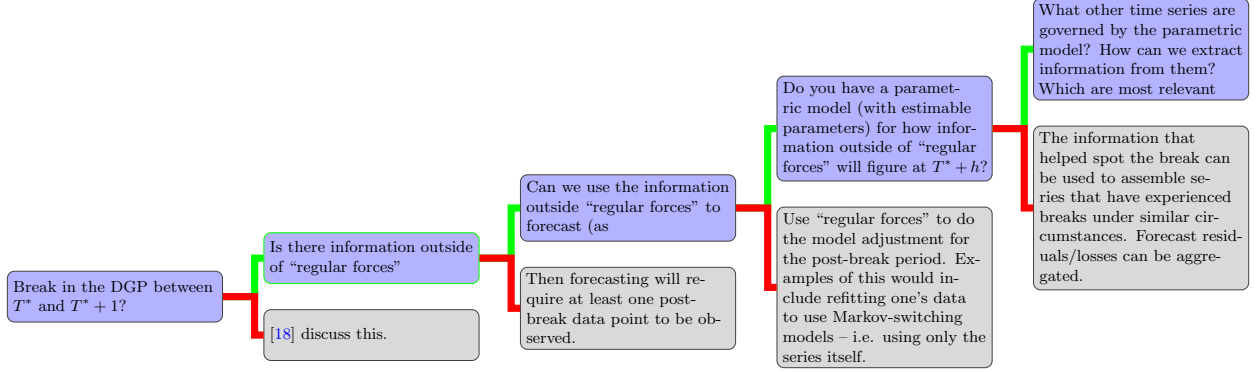 Break in the DGP between
T* and T* + 1?
Is there information outside
of “regular forces”
[18] discuss this.
Can we use the information
outside “regular forces” to
forecast (as
Then forecasting will re-
quire at least one post-
break data point to be ob-
served.
Do you have a paramet-
ric model (with estimable
parameters) for how infor-
mation outside of “regular
forces” will figure at T* + h?
Use “regular forces” to do
the model adjustment for
the post-break period. Ex-
amples of this would in-
clude refitting one’s data
to use Markov-switching
models – i.e. using only the
series itself.
What other time series are
governed by the parametric
model? How can we extract
information from them?
Which are most relevant
The information that
helped spot the break can
be used to assemble se-
ries that have experienced
breaks under similar cir-
cumstances. Forecast resid-
uals/losses can be aggre-
gated.